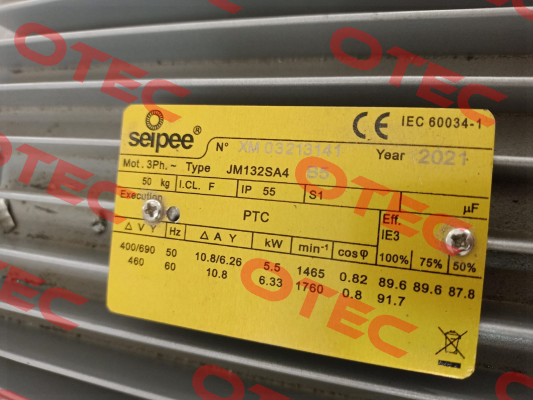 OTEC
seipee®
CE IEC 60034-1
N° XM 03213141 Year 2021
Mot. 3Ph.~ Type JM132SA4 B5
50 kg I.CL. F IP 55 S1 µF
Execution PTC Eff. IE3
Δ V Y Hz Δ A Y kW min-1 cosφ 100% 75% 50%
400/690 50 10.8/6.26 5.5 1465 0.82 89.6 89.6 87.8
460 60 10.8 6.33 1760 0.8 91.7